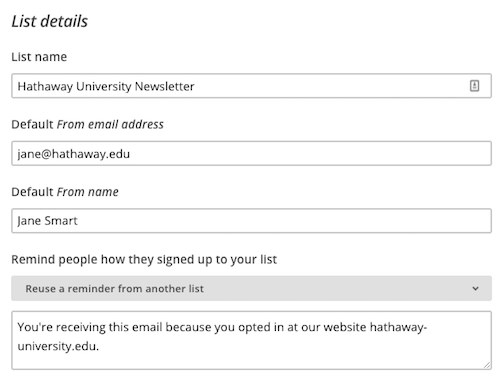 List details
List name
Hathaway University Newsletter
Default From email address
jane@hathaway.edu
Default From name
Jane Smart
Remind people how they signed up to your list
Reuse a reminder from another list
You're receiving this email because you opted in at our website hathaway-
university.edu.